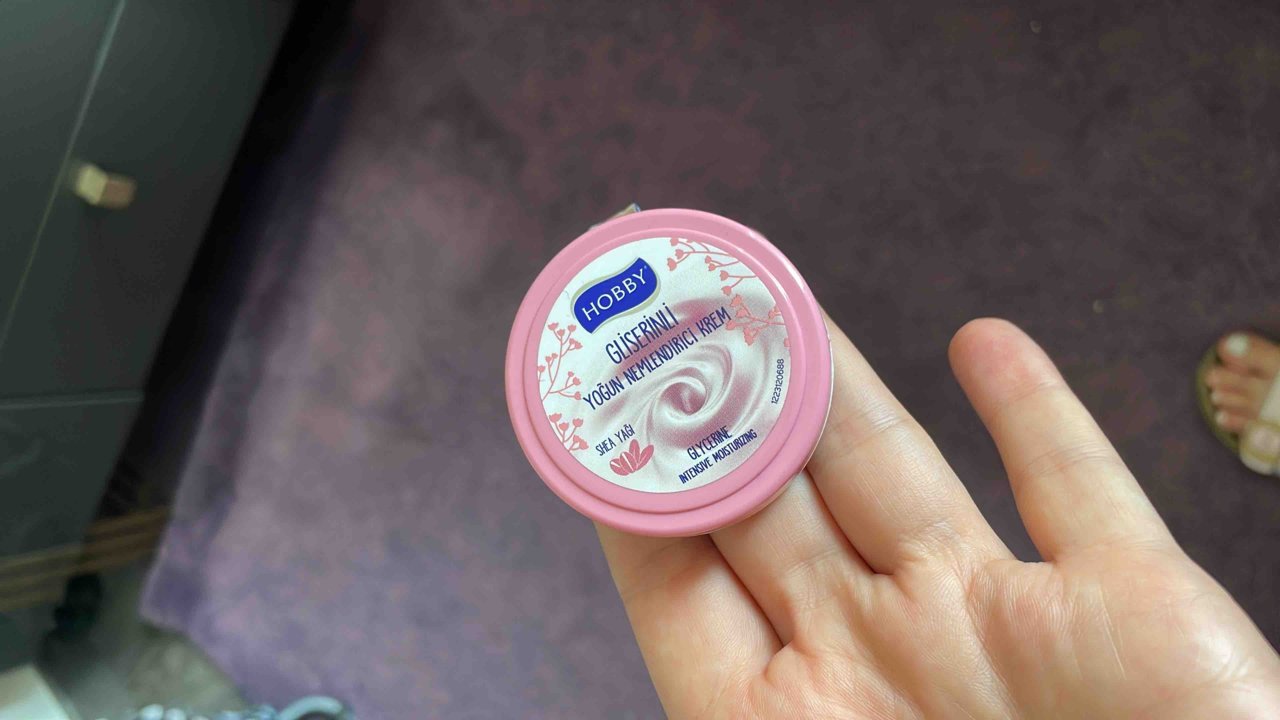 HOBBY
GLİSERİNLİ
YOĞUN NEMLENDİRİCİ KREM
SHEA YAĞI
GLYCERINE
INTENSIVE MOISTURIZING
1223120688